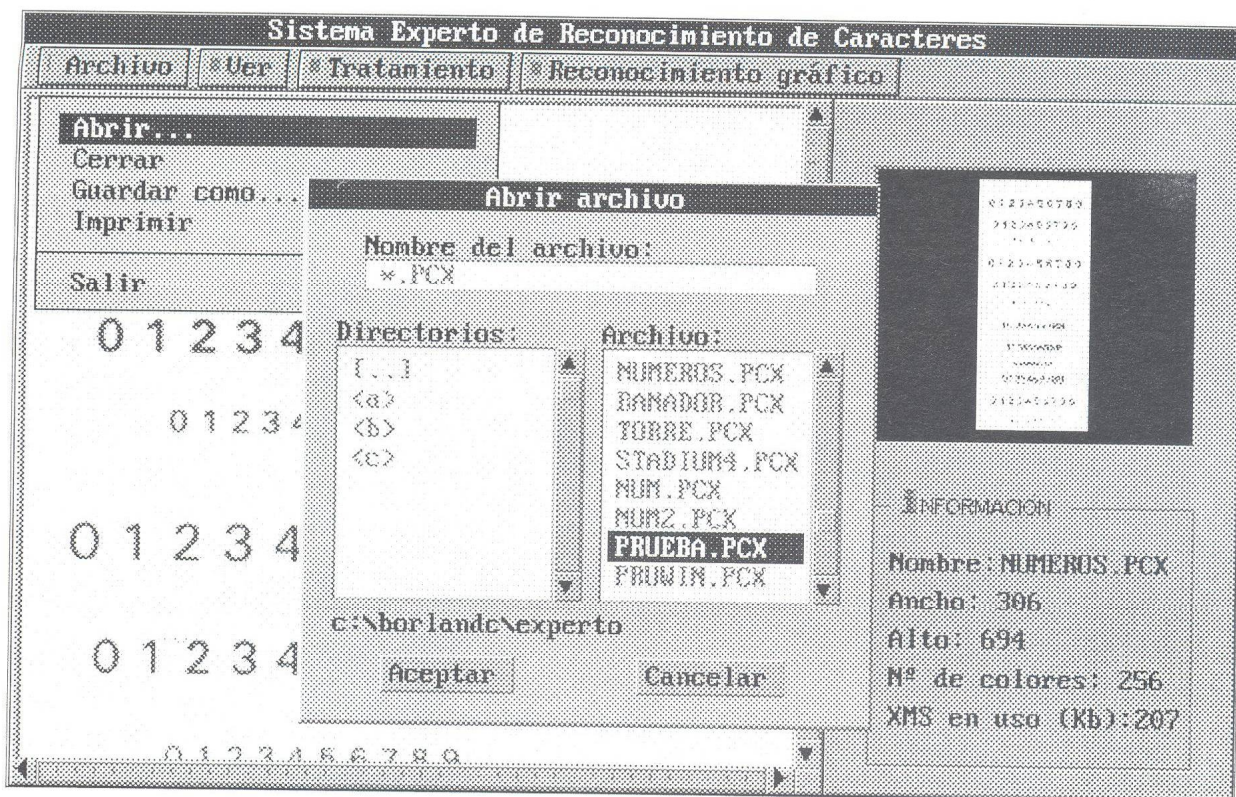 Sistema Experto de Reconocimiento de Caracteres
Archivo Ver Tratamiento Reconocimiento gráfico
Abrir...
Cerrar
Guardar como...
Imprimir
Salir
0 1 2 3 4
0 1 2 3 4
0 1 2 3 4
0 1 2 3 4
0 1 2 3 4 5 6 7 8 9
Abrir archivo
Nombre del archivo:
*.PCX
Directorios:
[..]
<a>
<b>
<c>
Archivo:
NUMEROS.PCX
BANADOR.PCX
TORRE.PCX
STADIUM4.PCX
NUM.PCX
NUM2.PCX
PRUEBA.PCX
PRUWIN.PCX
c:\borlandc\experto
Aceptar Cancelar
INFORMACION
Nombre:NUMEROS.PCX
Ancho: 306
Alto: 694
Nº de colores: 256
XMS en uso (Kb):207